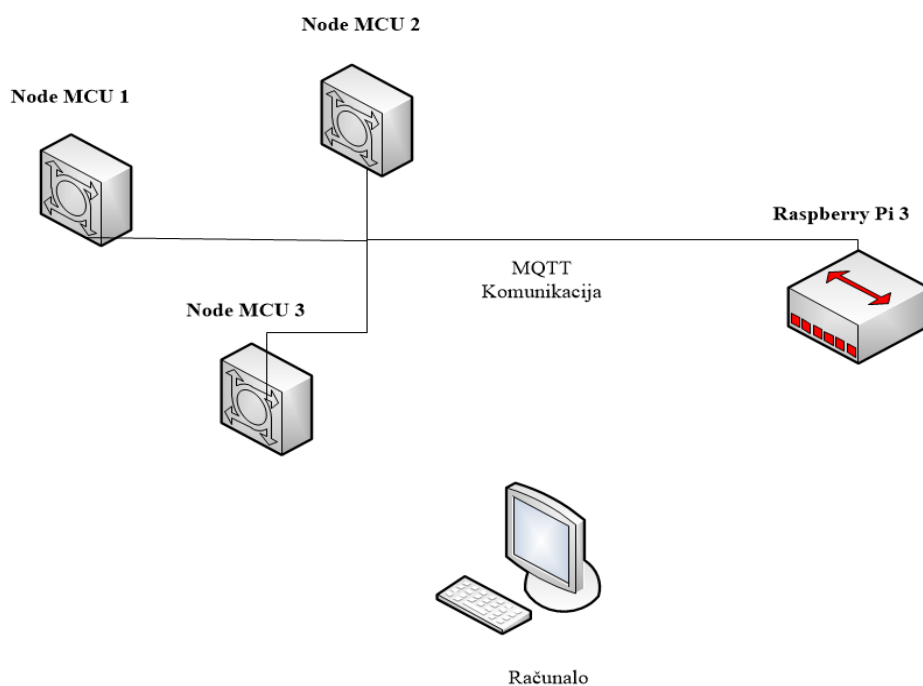 Node MCU 2
Node MCU 1
Raspberry Pi 3
MQTT
Komunikacija
Node MCU 3
Računalo